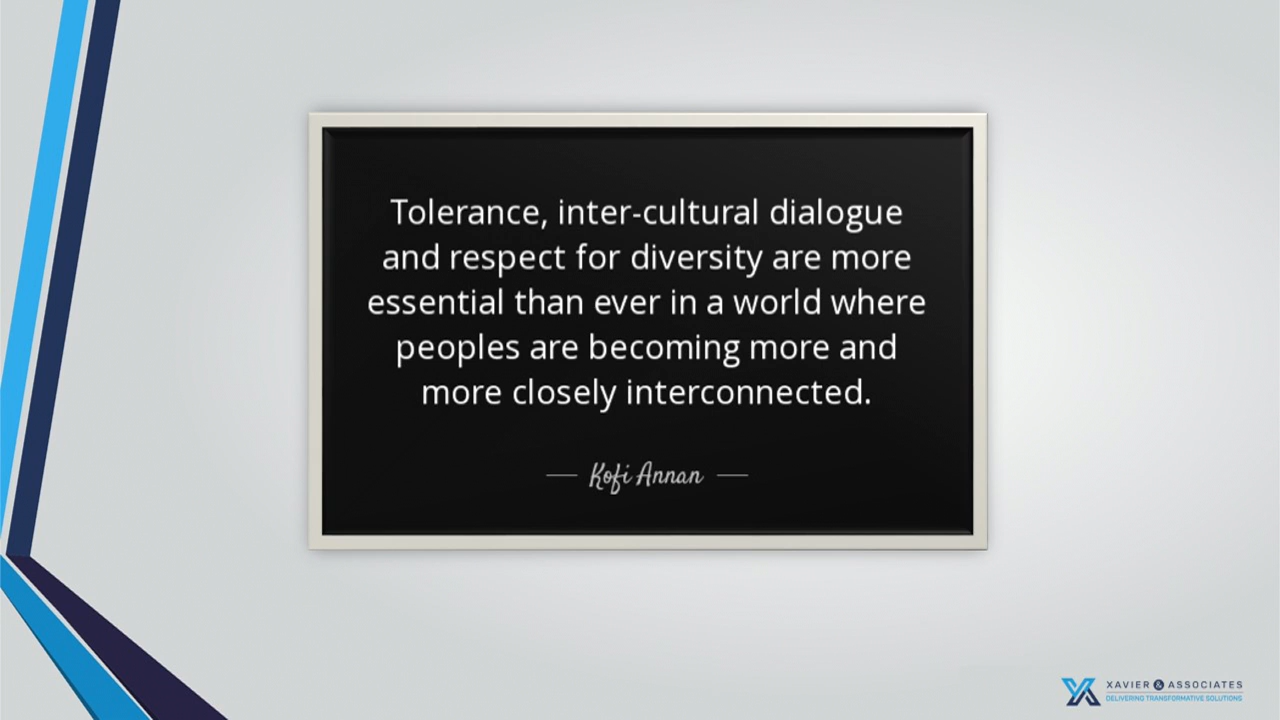 Tolerance, inter-cultural dialogue
and respect for diversity are more
essential than ever in a world where
peoples are becoming more and
more closely interconnected.
Kofi Annan
XAVIER & ASSOCIATES
DELIVERING TRANSFORMATIVE SOLUTIONS